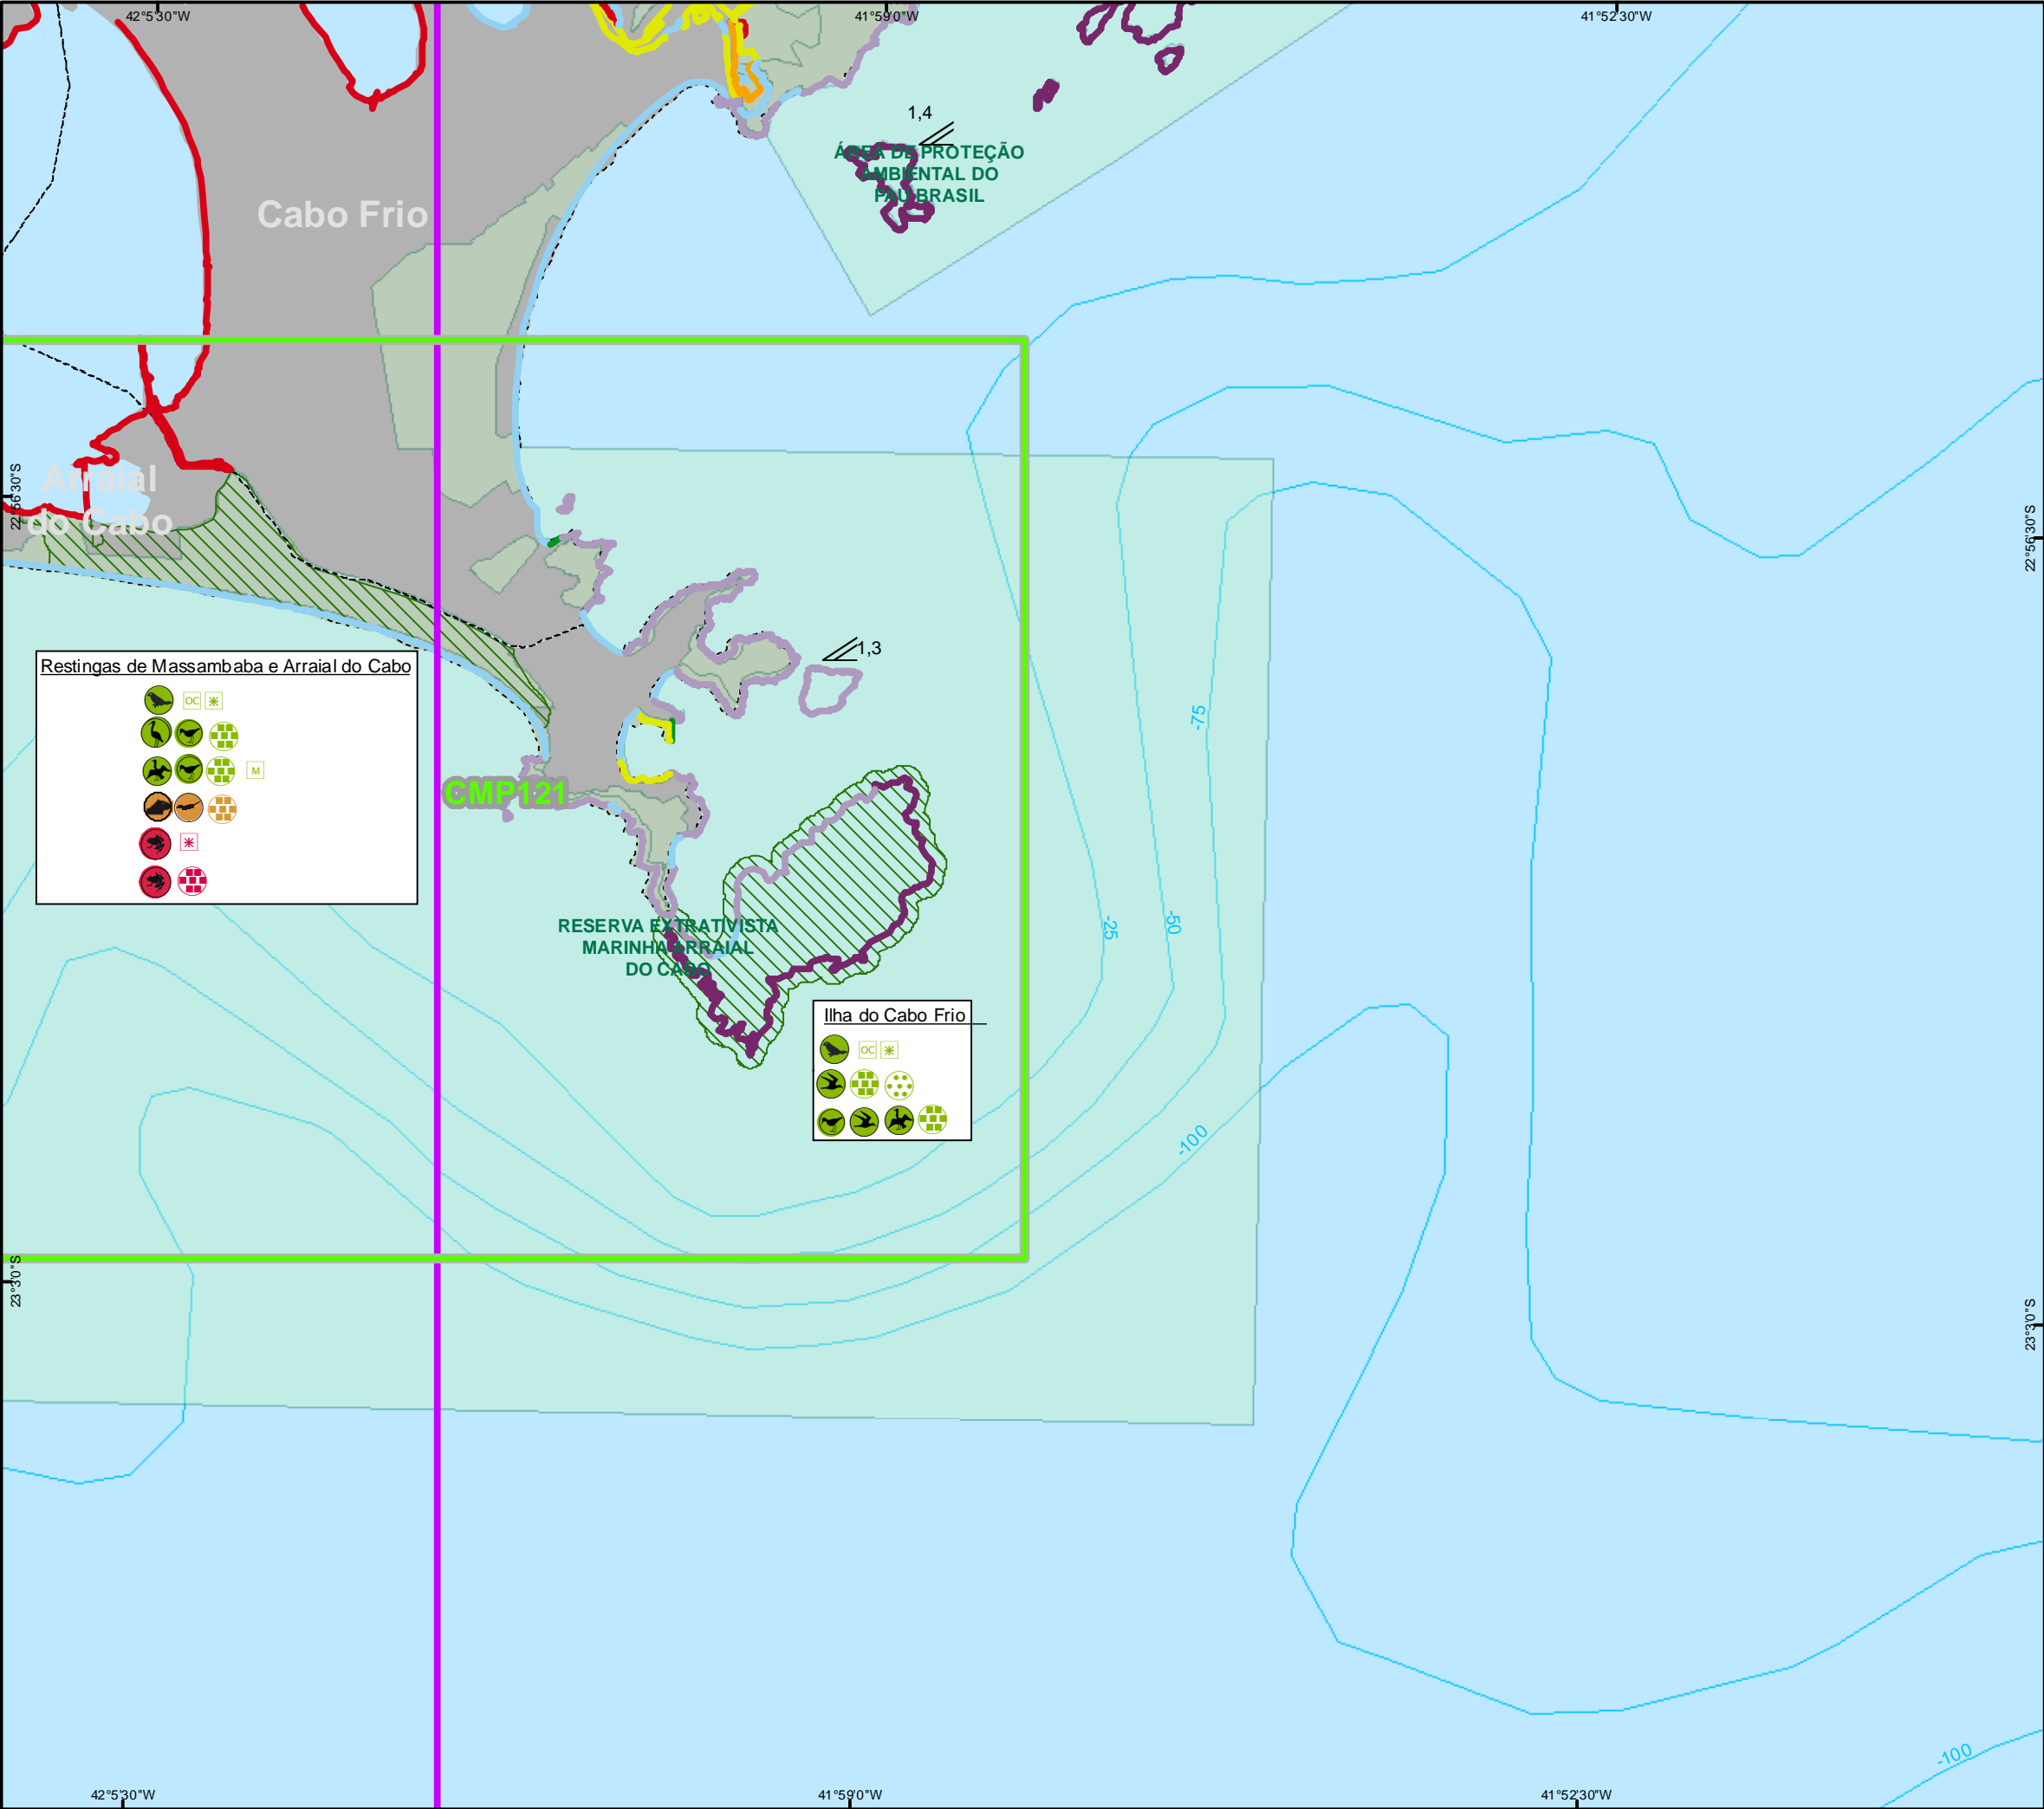 42°5'30"W
41°59'0"W
41°52'30"W
1,4
ÁREA DE PROTEÇÃO
AMBIENTAL DO
PAU BRASIL
Cabo Frio
Arraial
do Cabo
22°56'30"S
22°56'30"S
1,3
Restingas de Massambaba e Arraial do Cabo
OC
M
-75
CMP121
-25
-50
RESERVA EXTRATIVISTA
MARINHA ARRAIAL
DO CABO
Ilha do Cabo Frio
OC
-100
23°3'0"S
23°3'0"S
-100
42°5'30"W
41°59'0"W
41°52'30"W